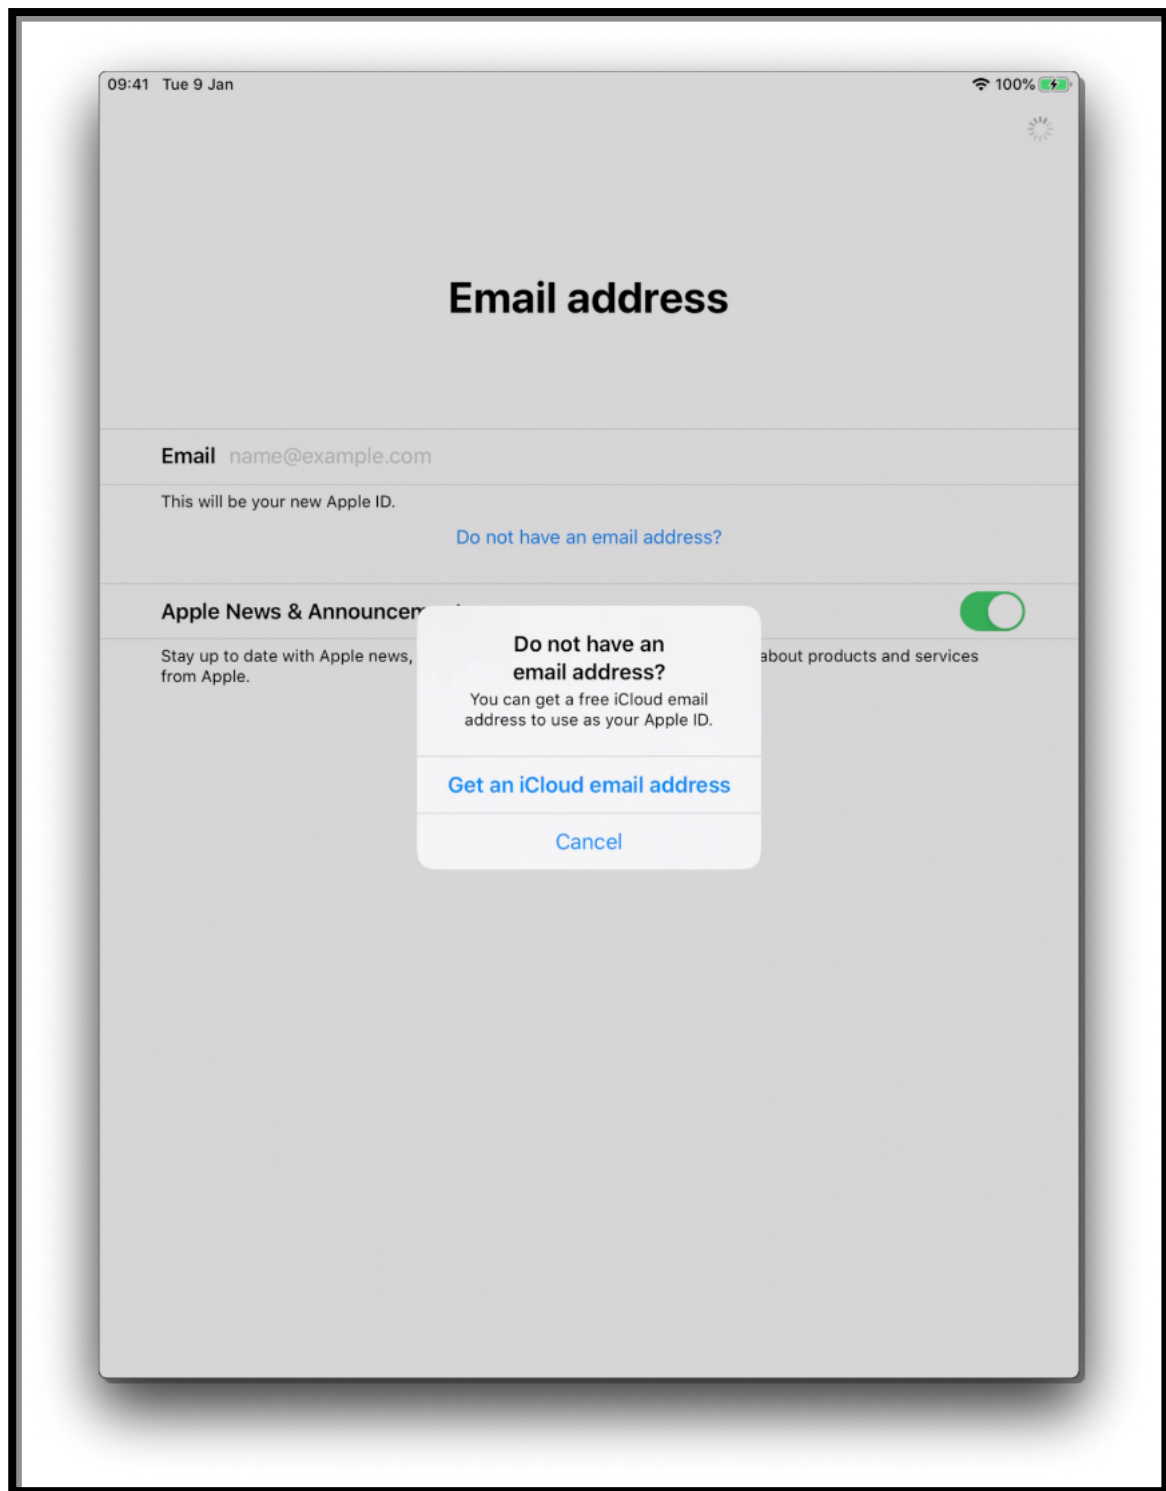 09:41 Tue 9 Jan
100%
Email address
Email name@example.com
This will be your new Apple ID.
Do not have an email address?
Apple News &
Stay up to date with Apple news, about products and services
from Apple.
Do not have an
email address?
You can get a free iCloud email
address to use as your Apple ID.
Get an iCloud email address
Cancel